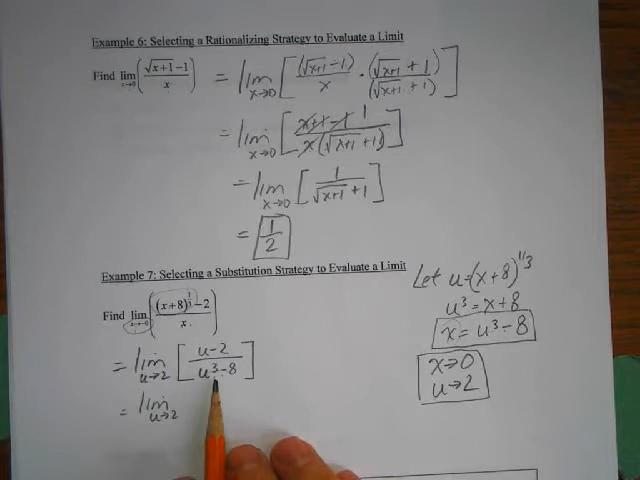 Example 6: Selecting a Rationalizing Strategy to Evaluate a Limit
Find lim x→0 (√(x+1) − 1 / x) = lim x→0 [ (√(x+1) − 1) / x · (√(x+1) + 1) / (√(x+1) + 1) ]
= lim x→0 [ x+1−1 1 / x(√(x+1) + 1) ]
= lim x→0 [ 1 / √(x+1) + 1 ]
= 1/2
Example 7: Selecting a Substitution Strategy to Evaluate a Limit
Find lim x→0 ((x+8)^(1/3) − 2 / x)
= lim u→2 [ u−2 / u³−8 ]
= lim u→2
Let u=(x+8)^(1/3)
u³ = x+8
x = u³−8
x→0
u→2